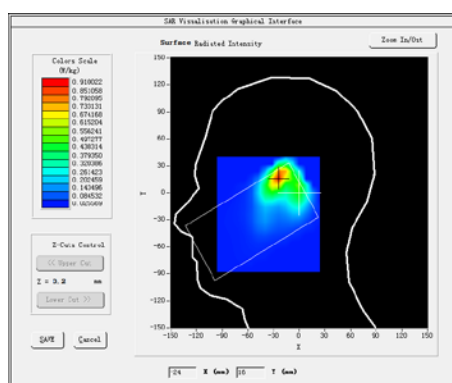 SAR Visualisation Graphical Interface
Surface Radiated Intensity
Zoom In/Out
Colors Scale
(W/kg)
0.910022
0.851058
0.792095
0.733131
0.674168
0.615204
0.556241
0.497277
0.438314
0.379350
0.320386
0.261423
0.202459
0.143496
0.084532
Z-Cuts Control
<< Upper Cut
Z = 3.2 mm
Lower Cut >>
SAVE
Cancel
150
120
90
60
30
0
-30
-60
-90
-120
-150
Y
-150 -120 -90 -60 -30 0 30 60 90 120 150
X
-24 X (mm) 16 Y (mm)